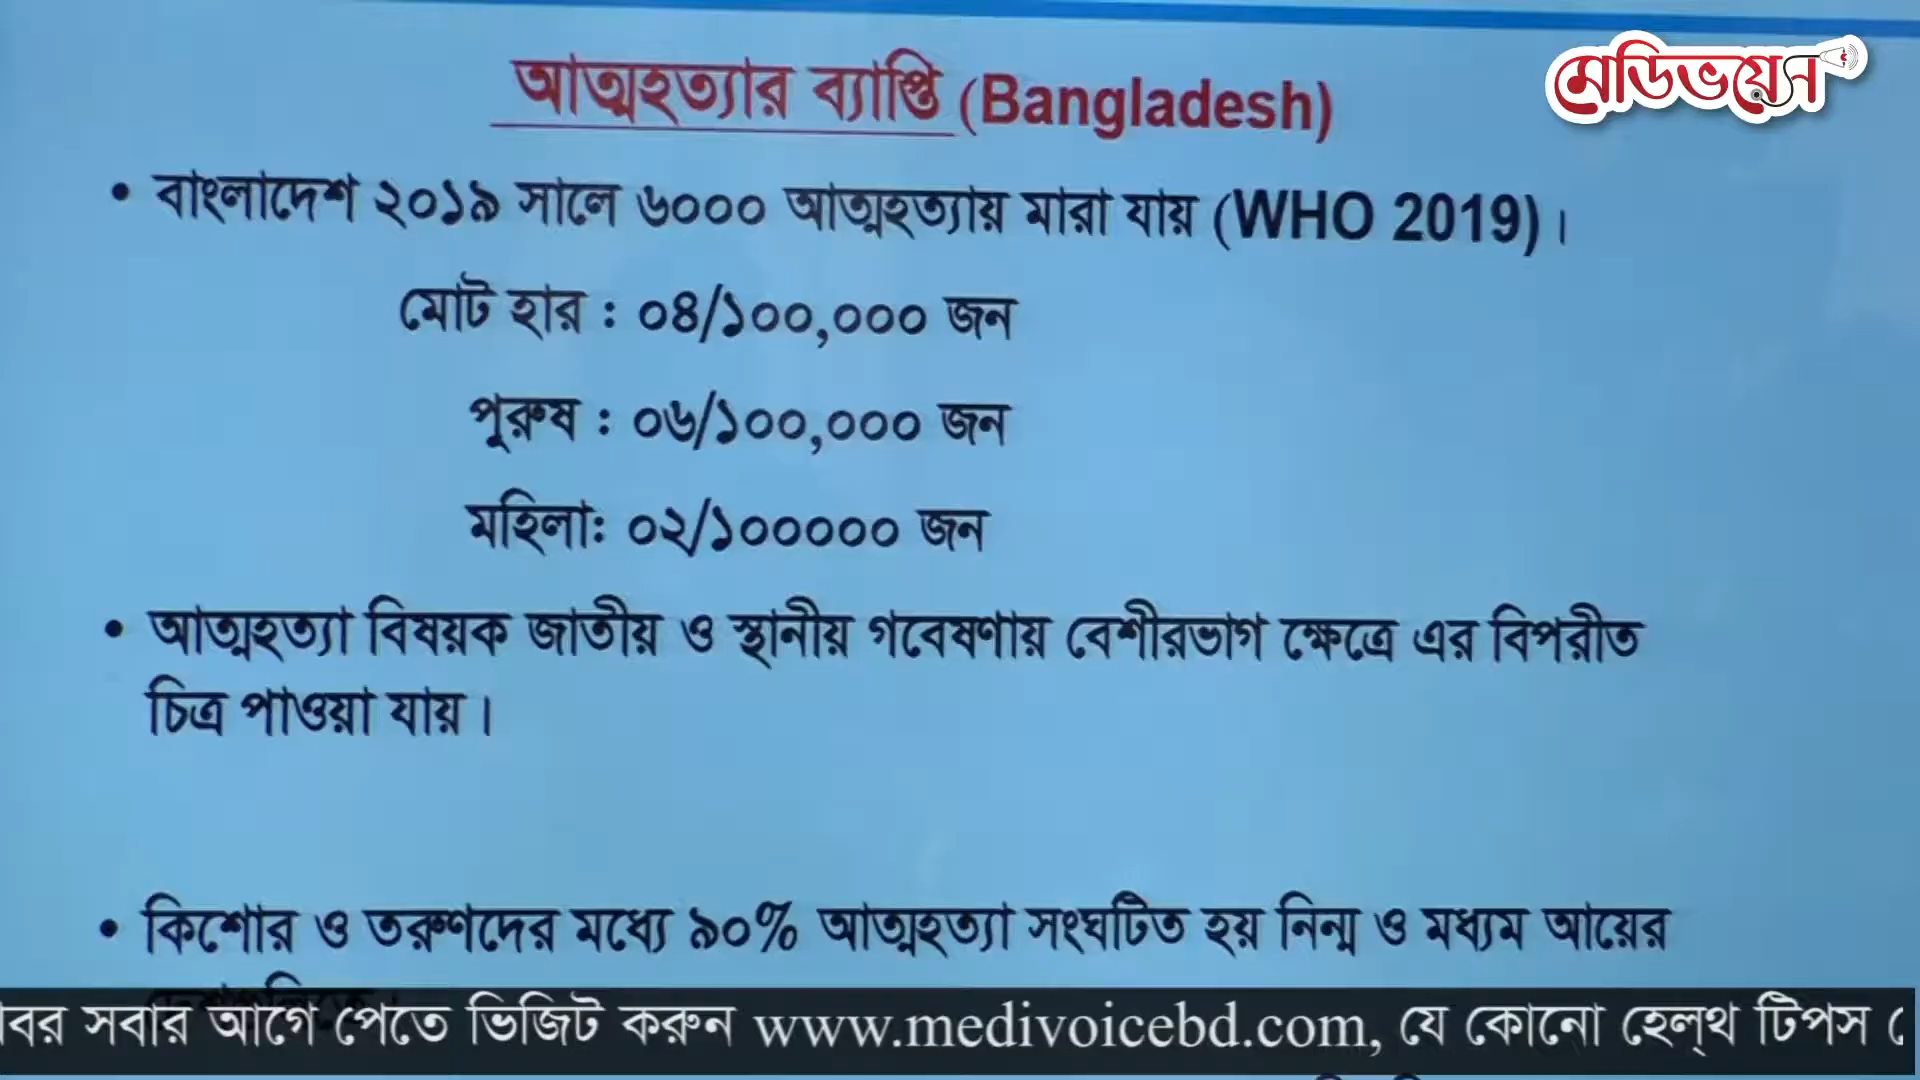 আত্মহত্যার ব্যাপ্তি (Bangladesh)
মেডিভয়েস
• বাংলাদেশ ২০১৯ সালে ৬০০০ আত্মহত্যায় মারা যায় (WHO 2019)।
মোট হার : ০৪/১০০,০০০ জন
পুরুষ : ০৬/১০০,০০০ জন
মহিলাঃ ০২/১০০০০০ জন
• আত্মহত্যা বিষয়ক জাতীয় ও স্থানীয় গবেষণায় বেশীরভাগ ক্ষেত্রে এর বিপরীত
চিত্র পাওয়া যায়।
• কিশোর ও তরুণদের মধ্যে ৯০% আত্মহত্যা সংঘটিত হয় নিন্ম ও মধ্যম আয়ের
সবার আগে পেতে ভিজিট করুন www.medivoicebd.com, যে কোনো হেল্থ টিপস